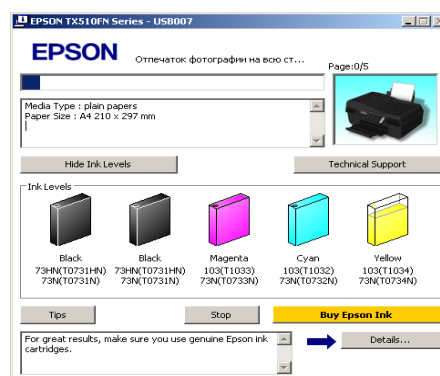 EPSON TX510FN Series - USB007
EPSON
Отпечаток фотографии на всю ст...
Page:0/5
Media Type : plain papers
Paper Size : A4 210 x 297 mm
Hide Ink Levels
Technical Support
Ink Levels
Black
73HN(T0731HN)
73N(T0731N)
Black
73HN(T0731HN)
73N(T0731N)
Magenta
103(T1033)
73N(T0733N)
Cyan
103(T1032)
73N(T0732N)
Yellow
103(T1034)
73N(T0734N)
Tips
Stop
Buy Epson Ink
For great results, make sure you use genuine Epson ink
cartridges.
Details...